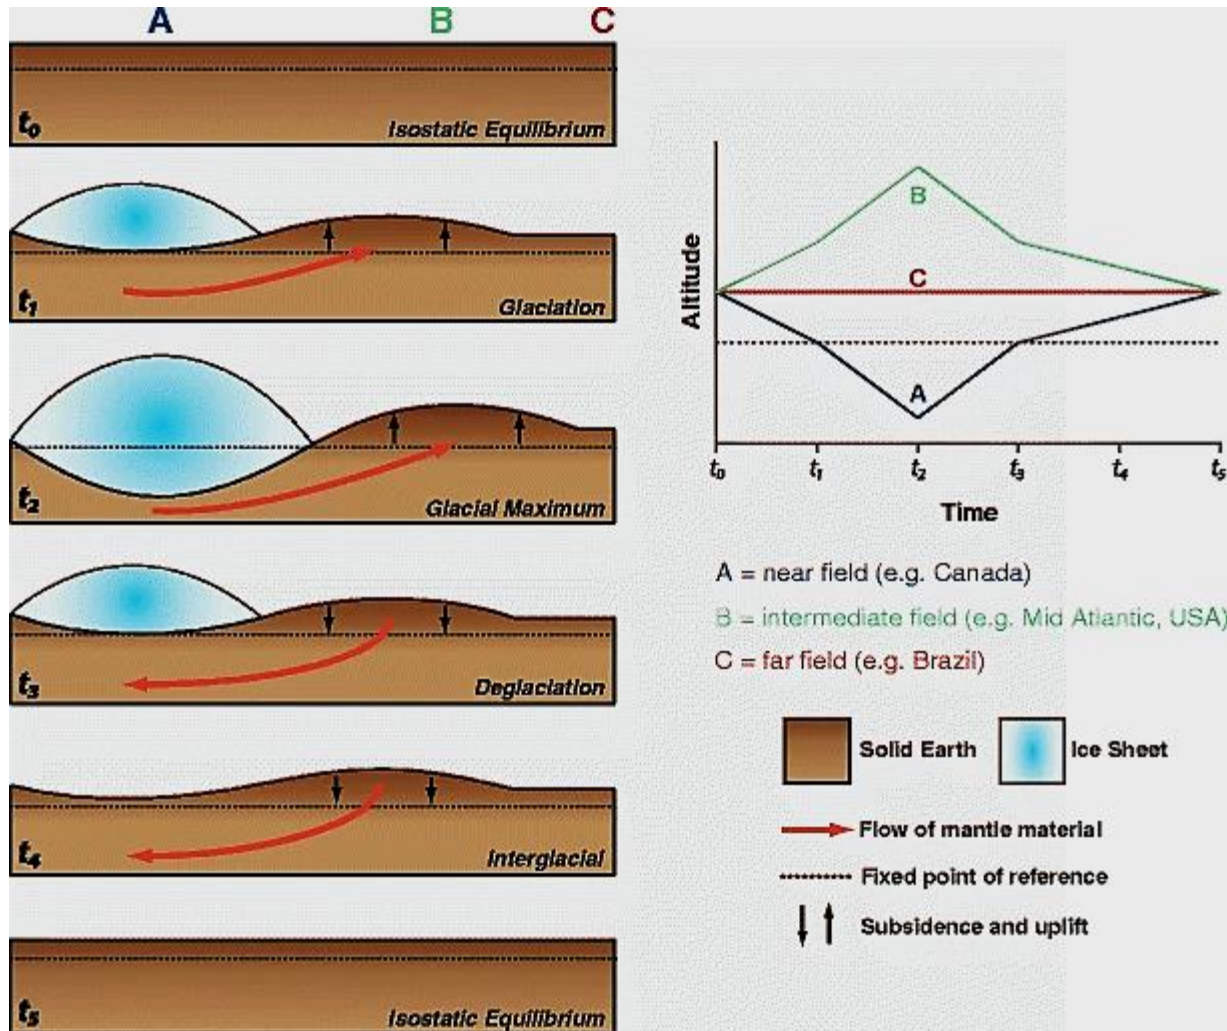 A B C
t0 Isostatic Equilibrium
t1 Glaciation
t2 Glacial Maximum
t3 Deglaciation
t4 Interglacial
t5 Isostatic Equilibrium
Altitude
B
C
A
t0 t1 t2 t3 t4 t5
Time
A = near field (e.g. Canada)
B = intermediate field (e.g. Mid Atlantic, USA)
C = far field (e.g. Brazil)
Solid Earth Ice Sheet
Flow of mantle material
Fixed point of reference
Subsidence and uplift